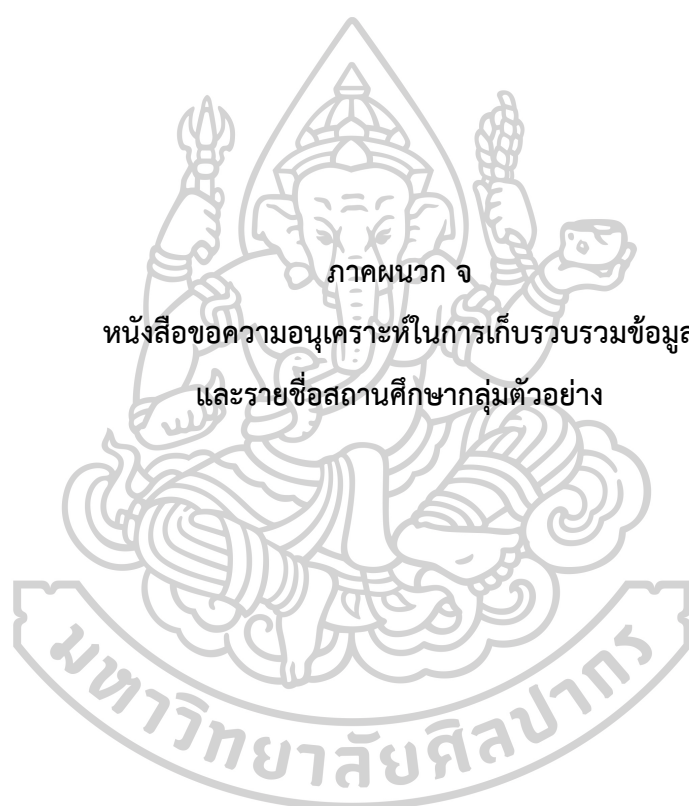 ภาคผนวก จ
หนังสือขอความอนุเคราะห์ในการเก็บรวบรวมข้อมูล
และรายชื่อสถานศึกษากลุ่มตัวอย่าง
มหาวิทยาลัยศิลปากร